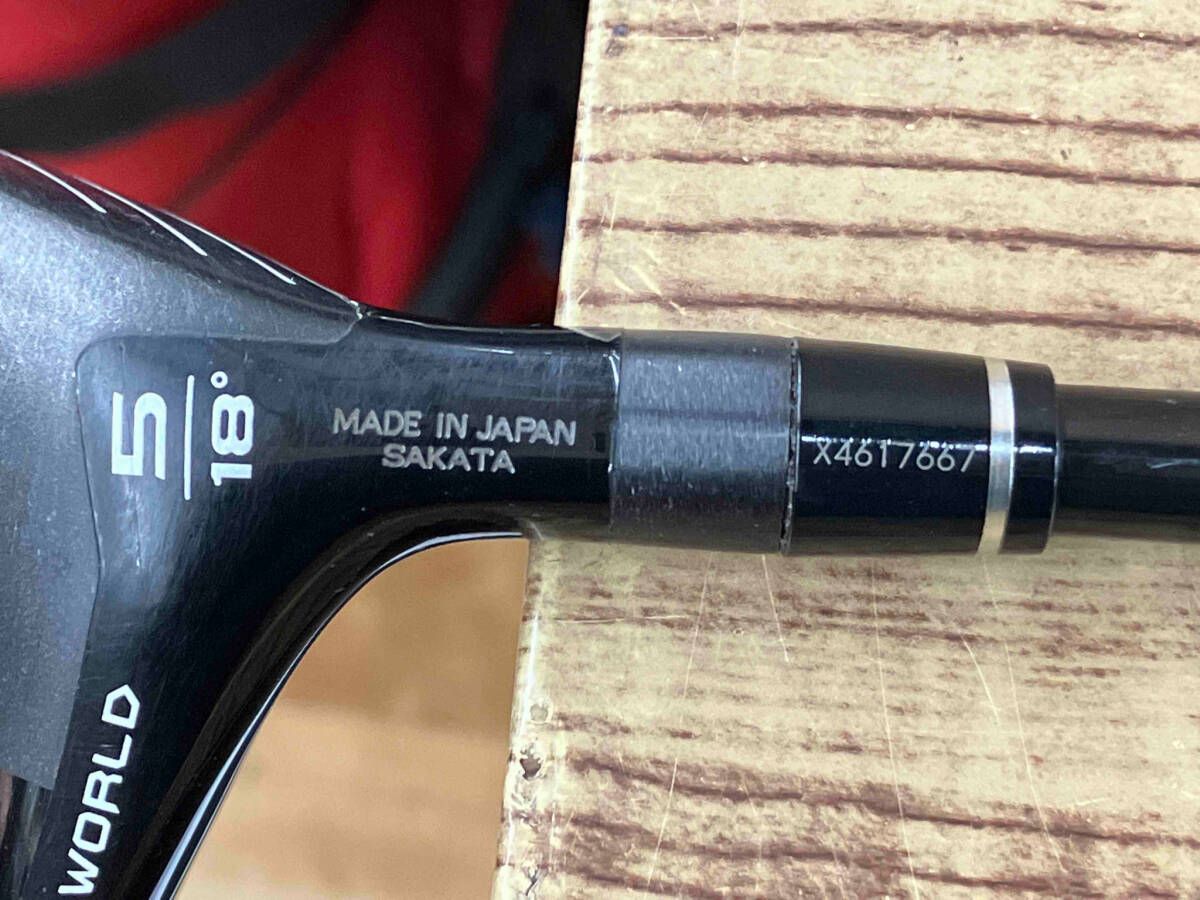 5
18°
MADE IN JAPAN
SAKATA
X4617667
WORLD